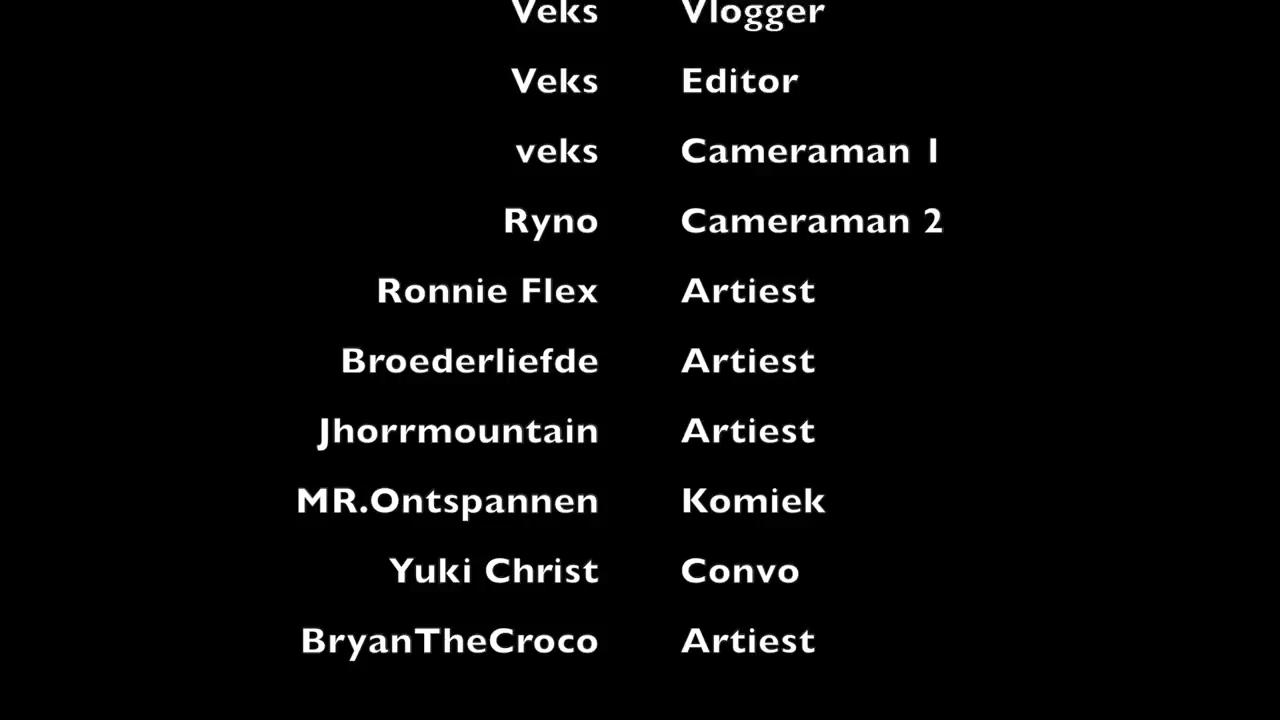 Veks Vlogger
Veks Editor
veks Cameraman 1
Ryno Cameraman 2
Ronnie Flex Artiest
Broederliefde Artiest
Jhorrmountain Artiest
MR.Ontspannen Komiek
Yuki Christ Convo
BryanTheCroco Artiest